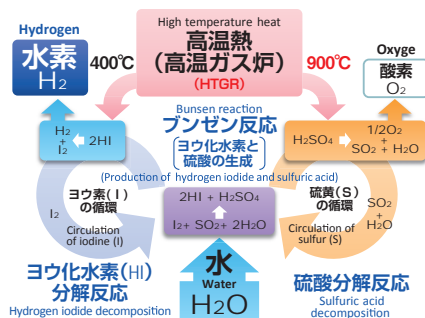 Hydrogen
水素
H2
400℃
High temperature heat
高温熱
(高温ガス炉)
(HTGR)
900℃
Oxyge
酸素
O2
Bunsen reaction
ブンゼン反応
ヨウ化水素と
硫酸の生成
(Production of hydrogen iodide and sulfuric acid)
H2
+
I2
2HI
H2SO4
1/2O2
+
SO2 + H2O
ヨウ素(I)
の循環
I2
Circulation
of iodine (I)
2HI + H2SO4
I2+ SO2+ 2H2O
硫黄(S)
の循環
Circulation of
sulfur (S)
SO2
+
H2O
ヨウ化水素(HI)
分解反応
Hydrogen iodide decomposition
水
Water
H2O
硫酸分解反応
Sulfuric acid
decomposition